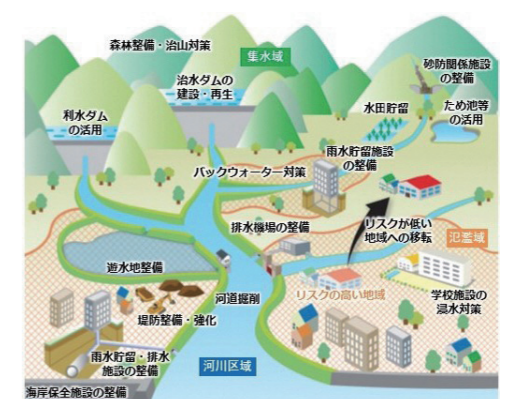 森林整備・治山対策
集水域
砂防関係施設
の整備
治水ダムの
建設・再生
利水ダム
の活用
水田貯留
ため池等
の活用
雨水貯留施設
の整備
バックウォーター対策
排水機場の整備
リスクが低い
地域への移転
氾濫域
遊水地整備
河道掘削
リスクの高い地域
学校施設の
浸水対策
堤防整備・強化
雨水貯留・排水
施設の整備
河川区域
海岸保全施設の整備